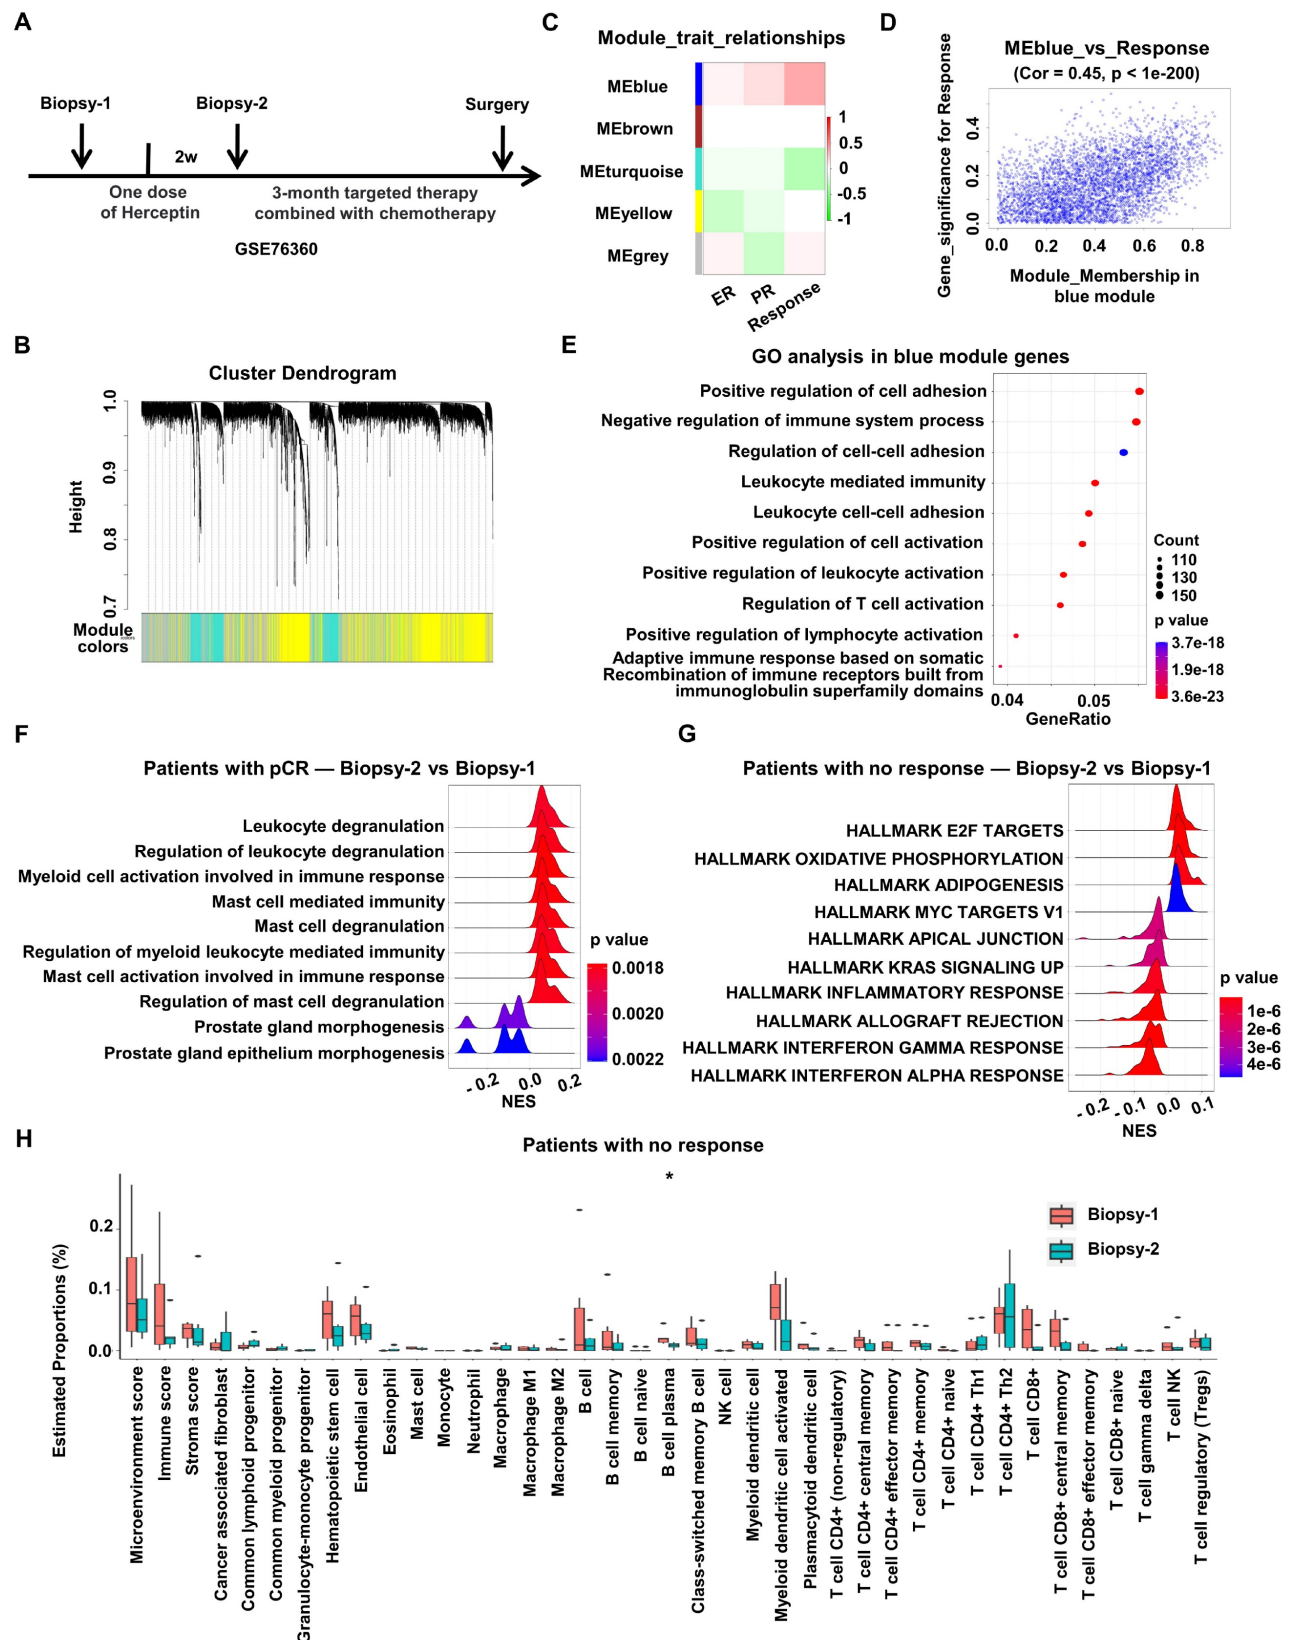 A
Biopsy-1
Biopsy-2
Surgery
2w
One dose
of Herceptin
3-month targeted therapy
combined with chemotherapy
GSE76360
B
Cluster Dendrogram
Height
1.0
0.9
0.8
0.7
Module
colors
C
Module_trait_relationships
MEblue
MEbrown
MEturquoise
MEyellow
MEgrey
ER
PR
Response
1
0.5
0
-0.5
-1
D
MEblue_vs_Response
(Cor = 0.45, p < 1e-200)
Gene_significance for Response
0.4
0.2
0.0
0.0 0.2 0.4 0.6 0.8
Module_Membership in
blue module
E
GO analysis in blue module genes
Positive regulation of cell adhesion
Negative regulation of immune system process
Regulation of cell-cell adhesion
Leukocyte mediated immunity
Leukocyte cell-cell adhesion
Positive regulation of cell activation
Positive regulation of leukocyte activation
Regulation of T cell activation
Positive regulation of lymphocyte activation
Adaptive immune response based on somatic
Recombination of immune receptors built from
immunoglobulin superfamily domains
0.04 0.05
GeneRatio
Count
110
130
150
p value
3.7e-18
1.9e-18
3.6e-23
F
Patients with pCR — Biopsy-2 vs Biopsy-1
Leukocyte degranulation
Regulation of leukocyte degranulation
Myeloid cell activation involved in immune response
Mast cell mediated immunity
Mast cell degranulation
Regulation of myeloid leukocyte mediated immunity
Mast cell activation involved in immune response
Regulation of mast cell degranulation
Prostate gland morphogenesis
Prostate gland epithelium morphogenesis
- 0.2 0.0 0.2
NES
p value
0.0018
0.0020
0.0022
G
Patients with no response — Biopsy-2 vs Biopsy-1
HALLMARK E2F TARGETS
HALLMARK OXIDATIVE PHOSPHORYLATION
HALLMARK ADIPOGENESIS
HALLMARK MYC TARGETS V1
HALLMARK APICAL JUNCTION
HALLMARK KRAS SIGNALING UP
HALLMARK INFLAMMATORY RESPONSE
HALLMARK ALLOGRAFT REJECTION
HALLMARK INTERFERON GAMMA RESPONSE
HALLMARK INTERFERON ALPHA RESPONSE
- 0.2 - 0.1 0.0 0.1
NES
p value
1e-6
2e-6
3e-6
4e-6
H
Patients with no response
*
Estimated Proportions (%)
0.2
0.1
0.0
Biopsy-1
Biopsy-2
Microenvironment score
Immune score
Stroma score
Cancer associated fibroblast
Common lymphoid progenitor
Common myeloid progenitor
Granulocyte-monocyte progenitor
Hematopoietic stem cell
Endothelial cell
Eosinophil
Mast cell
Monocyte
Neutrophil
Macrophage
Macrophage M1
Macrophage M2
B cell
B cell memory
B cell naive
B cell plasma
Class-switched memory B cell
NK cell
Myeloid dendritic cell
Myeloid dendritic cell activated
Plasmacytoid dendritic cell
T cell CD4+ (non-regulatory)
T cell CD4+ central memory
T cell CD4+ effector memory
T cell CD4+ memory
T cell CD4+ naive
T cell CD4+ Th1
T cell CD4+ Th2
T cell CD8+
T cell CD8+ central memory
T cell CD8+ effector memory
T cell CD8+ naive
T cell gamma delta
T cell NK
T cell regulatory (Tregs)